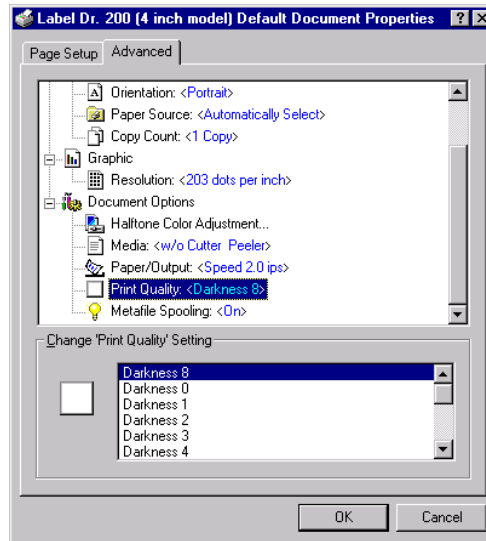 Label Dr. 200 (4 inch model) Default Document Properties
Page Setup
Advanced
Orientation: <Portrait>
Paper Source: <Automatically Select>
Copy Count: <1 Copy>
Graphic
Resolution: <203 dots per inch>
Document Options
Halftone Color Adjustment...
Media: <w/o Cutter Peeler>
Paper/Output: <Speed 2.0 ips>
Print Quality: <Darkness 8>
Metafile Spooling: <On>
Change 'Print Quality' Setting
Darkness 8
Darkness 0
Darkness 1
Darkness 2
Darkness 3
Darkness 4
OK
Cancel